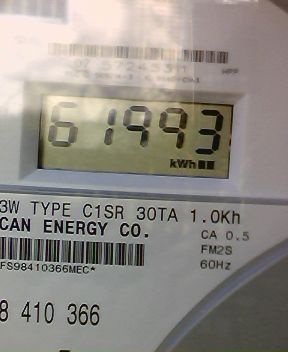 61993
kWh
3W TYPE C1SR 30TA 1.0Kh
CAN ENERGY CO.
CA 0.5
FM2S
FS98410366MEC*
60Hz
8 410 366